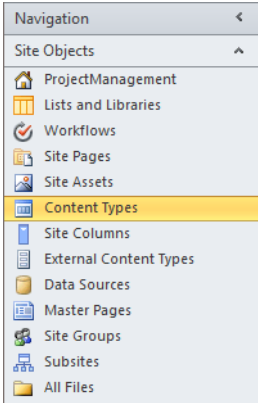 Navigation
Site Objects
ProjectManagement
Lists and Libraries
Workflows
Site Pages
Site Assets
Content Types
Site Columns
External Content Types
Data Sources
Master Pages
Site Groups
Subsites
All Files